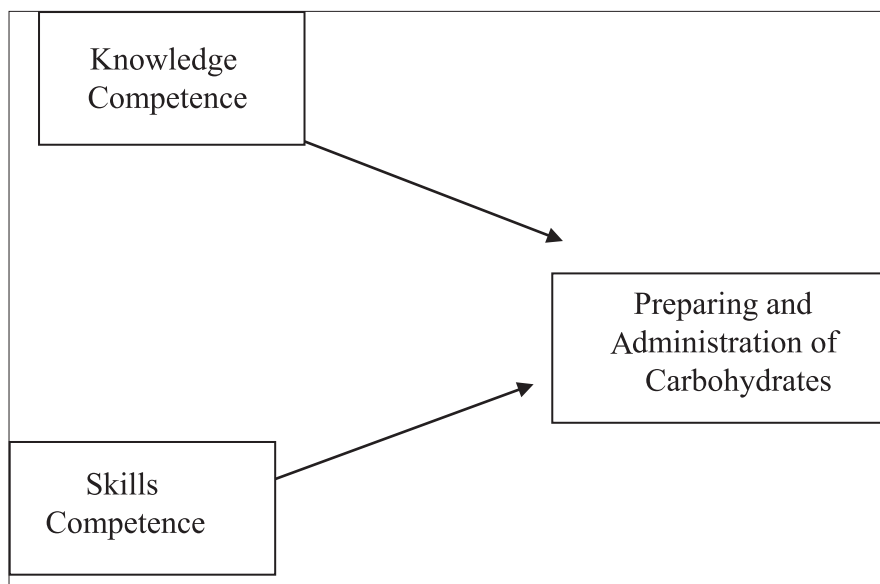 Knowledge
Competence
Preparing and
Administration of
Carbohydrates
Skills
Competence